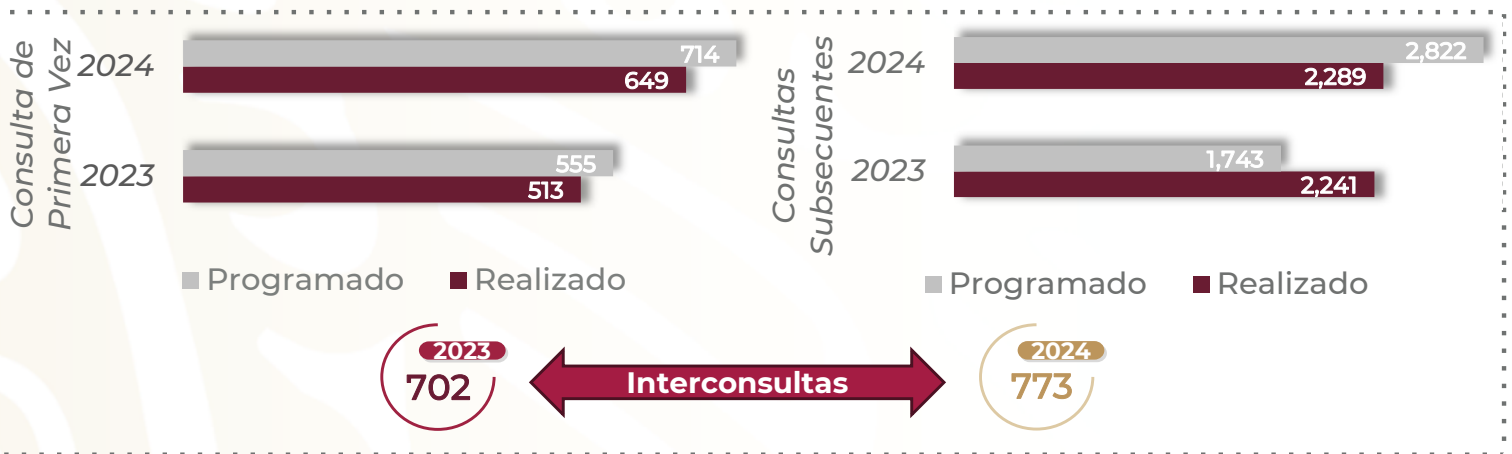 Consulta de
Primera Vez
2024
714
649
2023
555
513
Programado
Realizado
Consultas
Subsecuentes
2024
2,822
2,289
2023
1,743
2,241
Programado
Realizado
2023
702
Interconsultas
2024
773